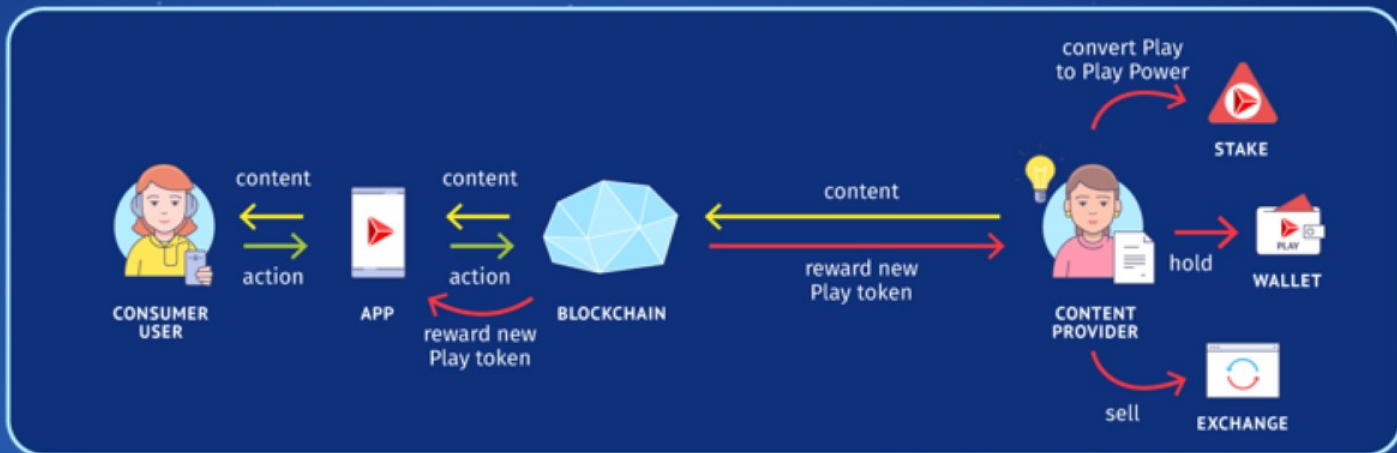 convert Play
to Play Power
STAKE
content
content
content
action
action
reward new
Play token
hold
PLAY
WALLET
CONSUMER
USER
APP
BLOCKCHAIN
CONTENT
PROVIDER
reward new
Play token
sell
EXCHANGE